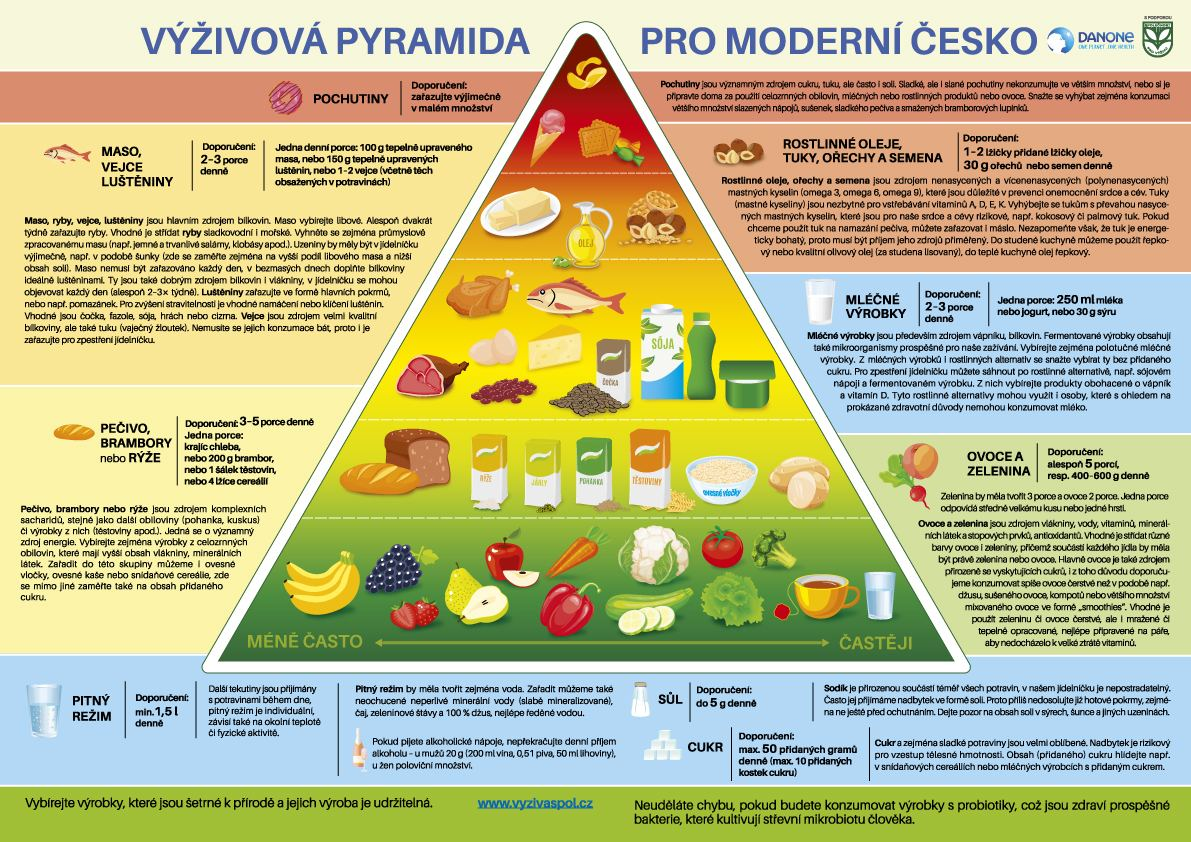 VÝŽIVOVÁ PYRAMIDA
PRO MODERNÍ ČESKO
DANONE
ONE PLANET. ONE HEALTH
S PODPOROU
POCHUTINY
Doporučení:
zařazujte výjimečně
v malém množství
Pochutiny jsou významným zdrojem cukru, tuku, ale často i soli. Sladké, ale i slané pochutiny nekonzumujte ve větším množství, nebo si je
připravte doma za použití celozrnných obilovin, mléčných nebo rostlinných produktů nebo ovoce. Snažte se vyhýbat zejména konzumaci
většího množství slazených nápojů, sušenek, sladkého pečiva a smažených bramborových lupínků.
MASO,
VEJCE
LUŠTĚNINY
Doporučení:
2-3 porce
denně
Jedna denní porce: 100 g tepelně upraveného
masa, nebo 150 g tepelně upravených
luštěnin, nebo 1-2 vejce (včetně těch
obsažených v potravinách)
Maso, ryby, vejce, luštěniny jsou hlavním zdrojem bílkovin. Maso vybírejte libové. Alespoň dvakrát
týdně zařazujte ryby. Vhodné je střídat ryby sladkovodní i mořské. Vyhněte se zejména průmyslově
zpracovanému masu (např. jemné a trvanlivé salámy, klobásy apod.). Uzeniny by měly být v jídelníčku
výjimečně, např. v podobě šunky (zde se zaměřte zejména na vyšší podíl libového masa a nižší
obsah soli). Maso nemusí být zařazováno každý den, v bezmasých dnech doplňte bílkoviny
ideálně luštěninami. Ty jsou také dobrým zdrojem bílkovin i vlákniny, v jídelníčku se mohou
objevovat každý den (alespoň 2-3× týdně). Luštěniny zařazujte ve formě hlavních pokrmů,
nebo např. pomazánek. Pro zvýšení stravitelnosti je vhodné namáčení nebo klíčení luštěnin.
Vhodné jsou čočka, fazole, sója, hrách nebo cizrna. Vejce jsou zdrojem velmi kvalitní
bílkoviny, ale také tuku (vaječný žloutek). Nemusíte se jejich konzumace bát, proto i je
zařazujte pro zpestření jídelníčku.
ROSTLINNÉ OLEJE,
TUKY, OŘECHY A SEMENA
Doporučení:
1-2 lžičky přidané lžičky oleje,
30 g ořechů nebo semen denně
Rostlinné oleje, ořechy a semena jsou zdrojem nenasycených a vícenenasycených (polynenasycených)
mastných kyselin (omega 3, omega 6, omega 9), které jsou důležité v prevenci onemocnění srdce a cév. Tuky
(mastné kyseliny) jsou nezbytné pro vstřebávání vitaminů A, D, E, K. Vyhýbejte se tukům s převahou nasyce-
ných mastných kyselin, které jsou pro naše srdce a cévy rizikové, např. kokosový či palmový tuk. Pokud
chceme použít tuk na namazání pečiva, můžete zařazovat i máslo. Nezapomeňte však, že tuk je energe-
ticky bohatý, proto musí být příjem jeho zdrojů přiměřený. Do studené kuchyně můžeme použít řepko-
vý nebo kvalitní olivový olej (za studena lisovaný), do teplé kuchyně olej řepkový.
OLEJ
MLÉČNÉ
VÝROBKY
Doporučení:
2-3 porce
denně
Jedna porce: 250 ml mléka
nebo jogurt, nebo 30 g sýru
Mléčné výrobky jsou především zdrojem vápníku, bílkovin. Fermentované výrobky obsahují
také mikroorganismy prospěšné pro naše zažívání. Vybírejte zejména polotučné mléčné
výrobky. Z mléčných výrobků i rostlinných alternativ se snažte vybírat ty bez přidaného
cukru. Pro zpestření jídelníčku můžete sáhnout po rostlinné alternativě, např. sójovém
nápoji a fermentovaném výrobku. Z nich vybírejte produkty obohacené o vápník
a vitamin D. Tyto rostlinné alternativy mohou využít i osoby, které s ohledem na
prokázané zdravotní důvody nemohou konzumovat mléko.
SÓJA
ČOČKA
PEČIVO,
BRAMBORY
nebo RÝŽE
Doporučení: 3-5 porce denně
Jedna porce:
krajíc chleba,
nebo 200 g brambor,
nebo 1 šálek těstovin,
nebo 4 lžíce cereálií
Pečivo, brambory nebo rýže jsou zdrojem komplexních
sacharidů, stejně jako další obiloviny (pohanka, kuskus)
či výrobky z nich (těstoviny apod.). Jedná se o významný
zdroj energie. Vybírejte zejména výrobky z celozrnných
obilovin, které mají vyšší obsah vlákniny, minerálních
látek. Zařadit do této skupiny můžeme i ovesné
vločky, ovesné kaše nebo snídaňové cereálie, zde
se mimo jiné zaměřte také na obsah přidaného
cukru.
RÝŽE
JÁHLY
POHANKA
TĚSTOVINY
OVESNÉ VLOČKY
OVOCE A
ZELENINA
Doporučení:
alespoň 5 porcí,
resp. 400-600 g denně
Zelenina by měla tvořit 3 porce a ovoce 2 porce. Jedna porce
odpovídá středně velkému kusu nebo jedné hrsti.
Ovoce a zelenina jsou zdrojem vlákniny, vody, vitaminů, minerál-
ních látek a stopových prvků, antioxidantů. Vhodné je střídat různé
barvy ovoce i zeleniny, přičemž součástí každého jídla by měla
být právě zelenina nebo ovoce. Hlavně ovoce je také zdrojem
přirozeně se vyskytujících cukrů, i z toho důvodu doporuču-
jeme konzumovat spíše ovoce čerstvé než v podobě např.
džusu, sušeného ovoce, kompotů nebo většího množství
mixovaného ovoce ve formě „smoothies“. Vhodné je
použít zeleninu či ovoce čerstvé, ale i mražené či
tepelně opracované, nejlépe připravené na páře,
aby nedocházelo k velké ztrátě vitaminů.
MÉNĚ ČASTO
ČASTĚJI
PITNÝ
REŽIM
Doporučení:
min. 1,5 l
denně
Další tekutiny jsou přijímány
s potravinami během dne,
pitný režim je individuální,
závisí také na okolní teplotě
či fyzické aktivitě.
Pitný režim by měla tvořit zejména voda. Zařadit můžeme také
neochucené neperlivé minerální vody (slabě mineralizované),
čaj, zeleninové šťávy a 100 % džus, nejlépe ředěné vodou.
Pokud pijete alkoholické nápoje, nepřekračujte denní příjem
alkoholu – u mužů 20 g (200 ml vína, 0,5 l piva, 50 ml lihoviny),
u žen poloviční množství.
SŮL
Doporučení:
do 5 g denně
Sodík je přirozenou součástí téměř všech potravin, v našem jídelníčku je nepostradatelný.
Často jej přijímáme nadbytek ve formě soli. Proto příliš nedosolujte již hotové pokrmy, zejmé-
na ne ještě před ochutnáním. Dejte pozor na obsah soli v sýrech, šunce a jiných uzeninách.
CUKR
Doporučení:
max. 50 přidaných gramů
denně (max. 10 přidaných
kostek cukru)
Cukr a zejména sladké potraviny jsou velmi oblíbené. Nadbytek je rizikový
pro vzestup tělesné hmotnosti. Obsah (přidaného) cukru hlídejte např.
v snídaňových cereáliích nebo mléčných výrobcích s přidaným cukrem.
Vybírejte výrobky, které jsou šetrné k přírodě a jejich výroba je udržitelná.
www.vyzivaspol.cz
Neuděláte chybu, pokud budete konzumovat výrobky s probiotiky, což jsou zdraví prospěšné
bakterie, které kultivují střevní mikrobiotu člověka.